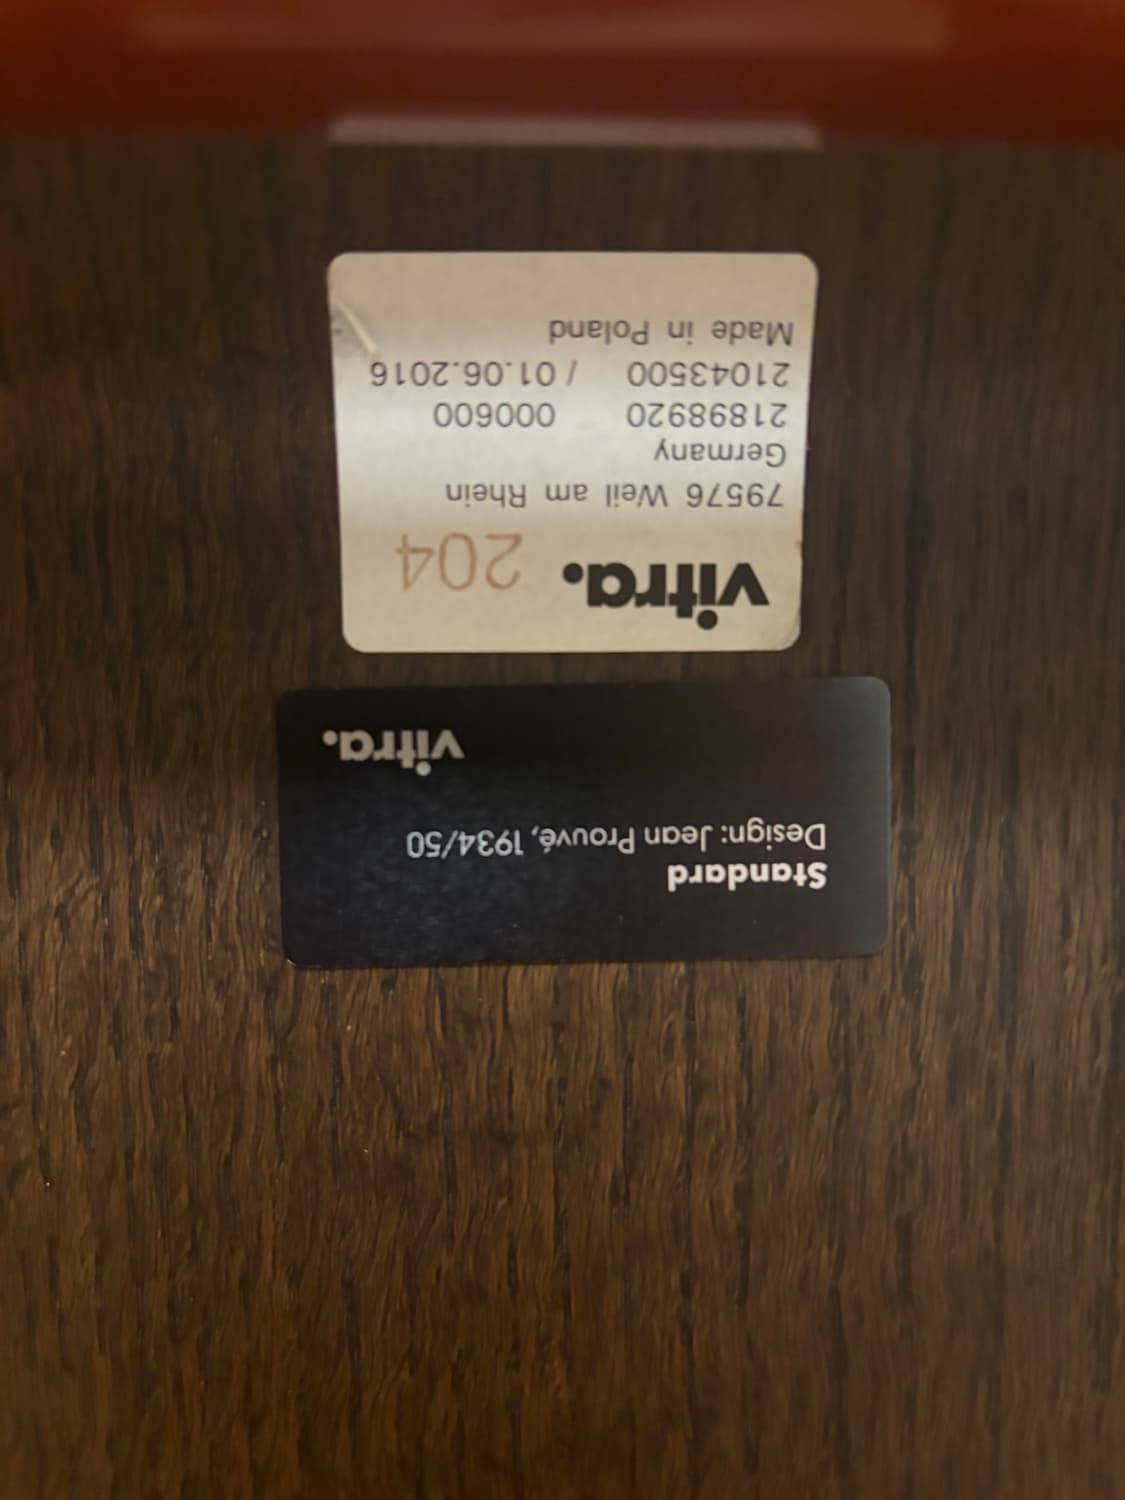 Standard
Design: Jean Prouvé, 1934/50
vitra.
vitra. 204
79576 Weil am Rhein
Germany
21898920 000600
21043500 / 01.06.2016
Made in Poland